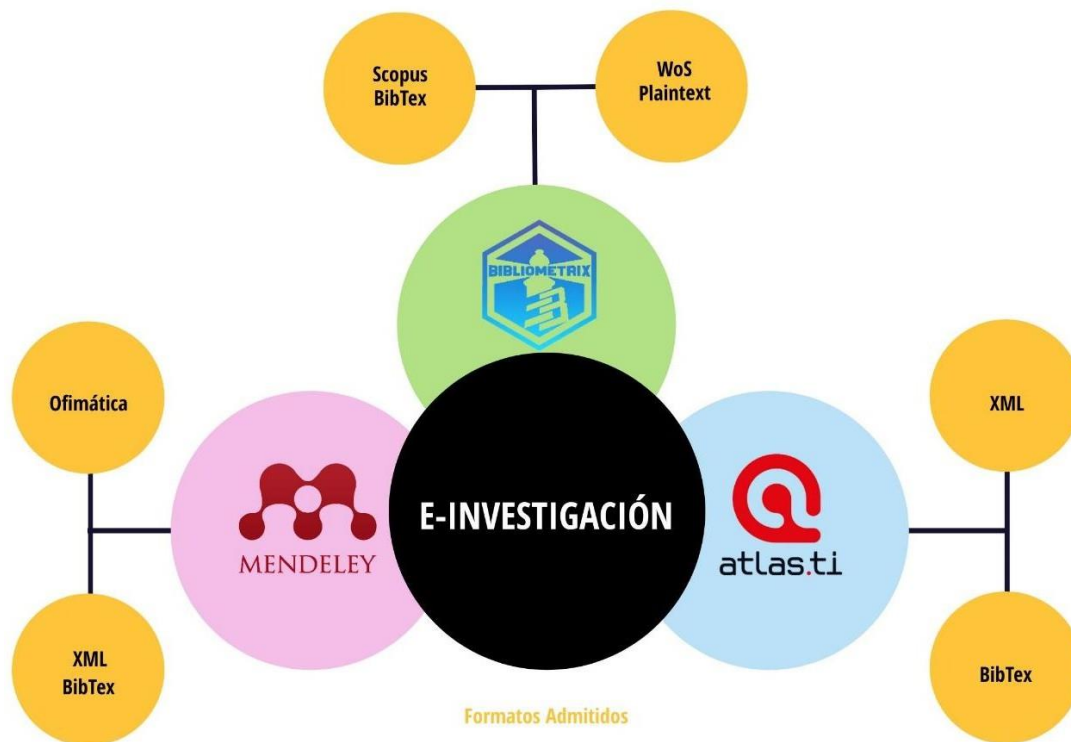 Scopus
BibTex
WoS
Plaintext
BIBLIOMETRIX
Ofimática
XML
MENDELEY
E-INVESTIGACIÓN
atlas.ti
XML
BibTex
BibTex
Formatos Admitidos